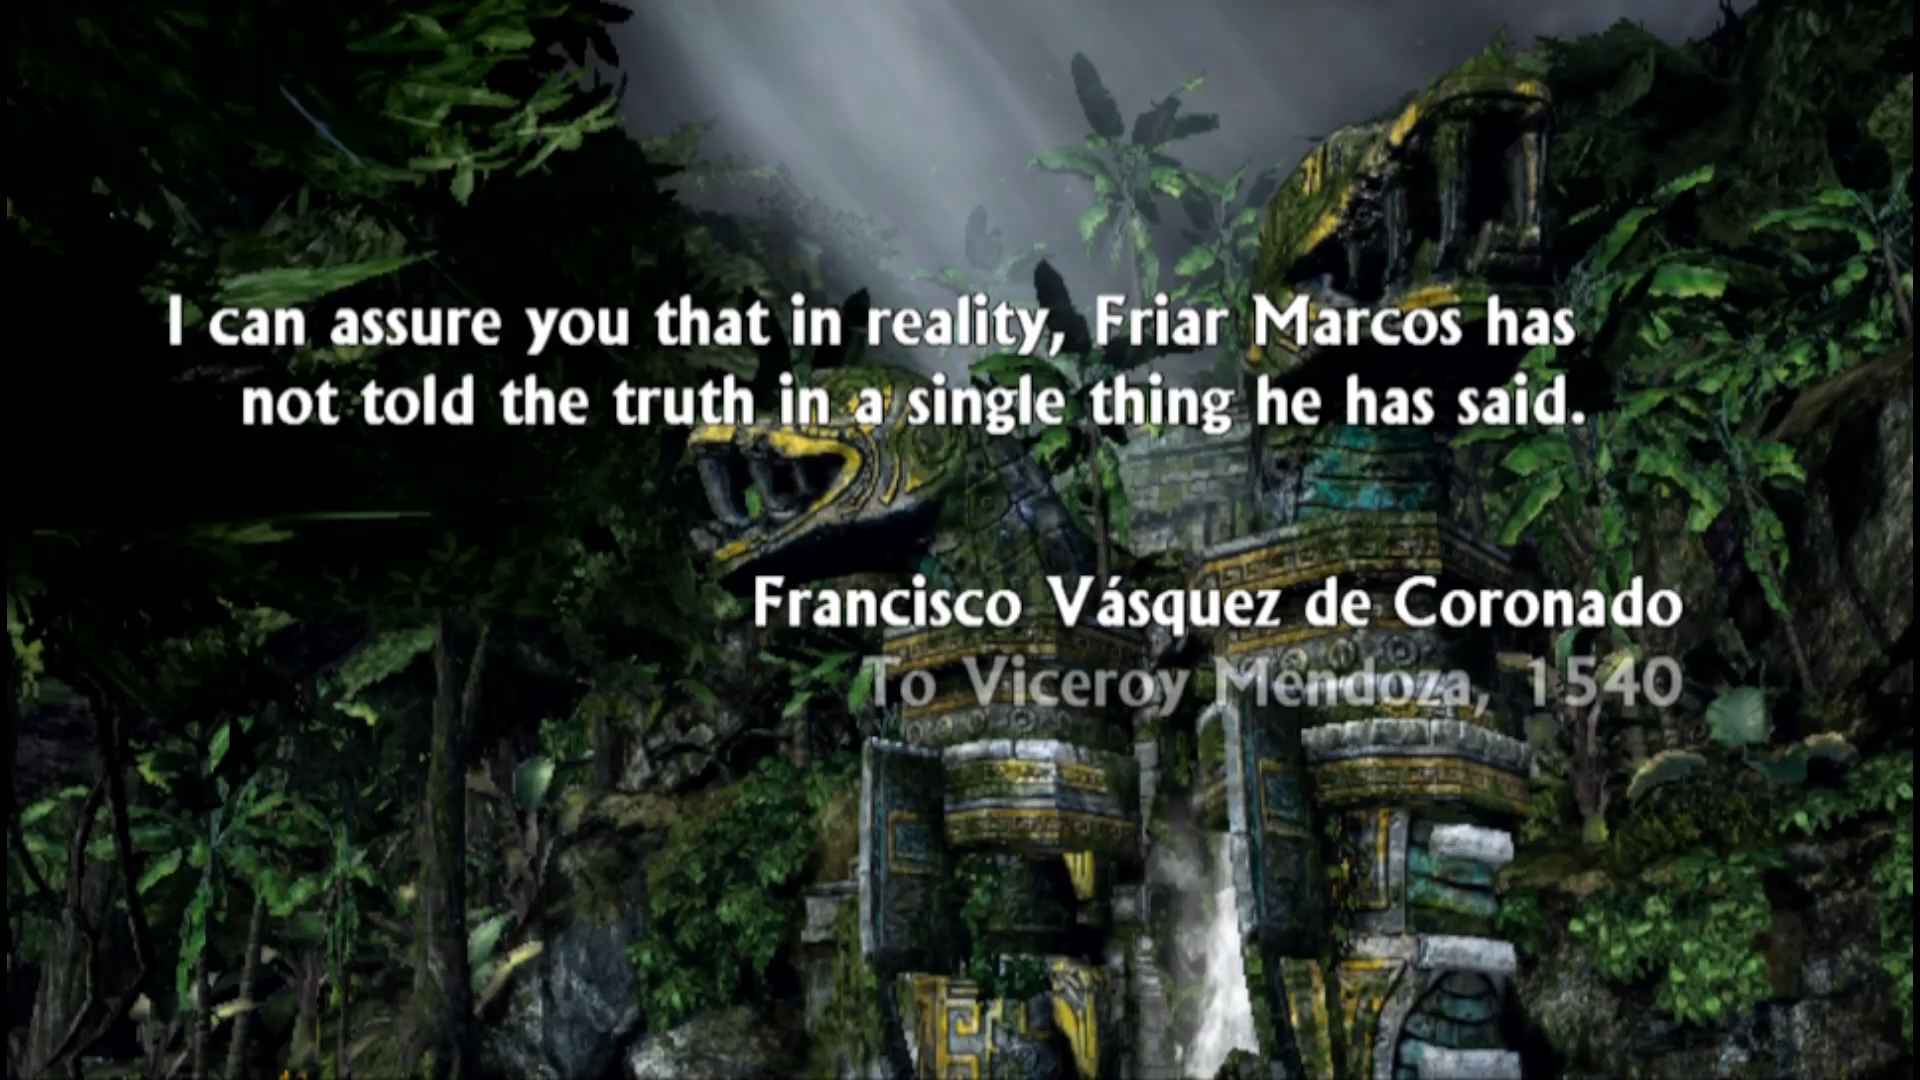 I can assure you that in reality, Friar Marcos has
not told the truth in a single thing he has said.
Francisco Vásquez de Coronado
To Viceroy Mendoza, 1540